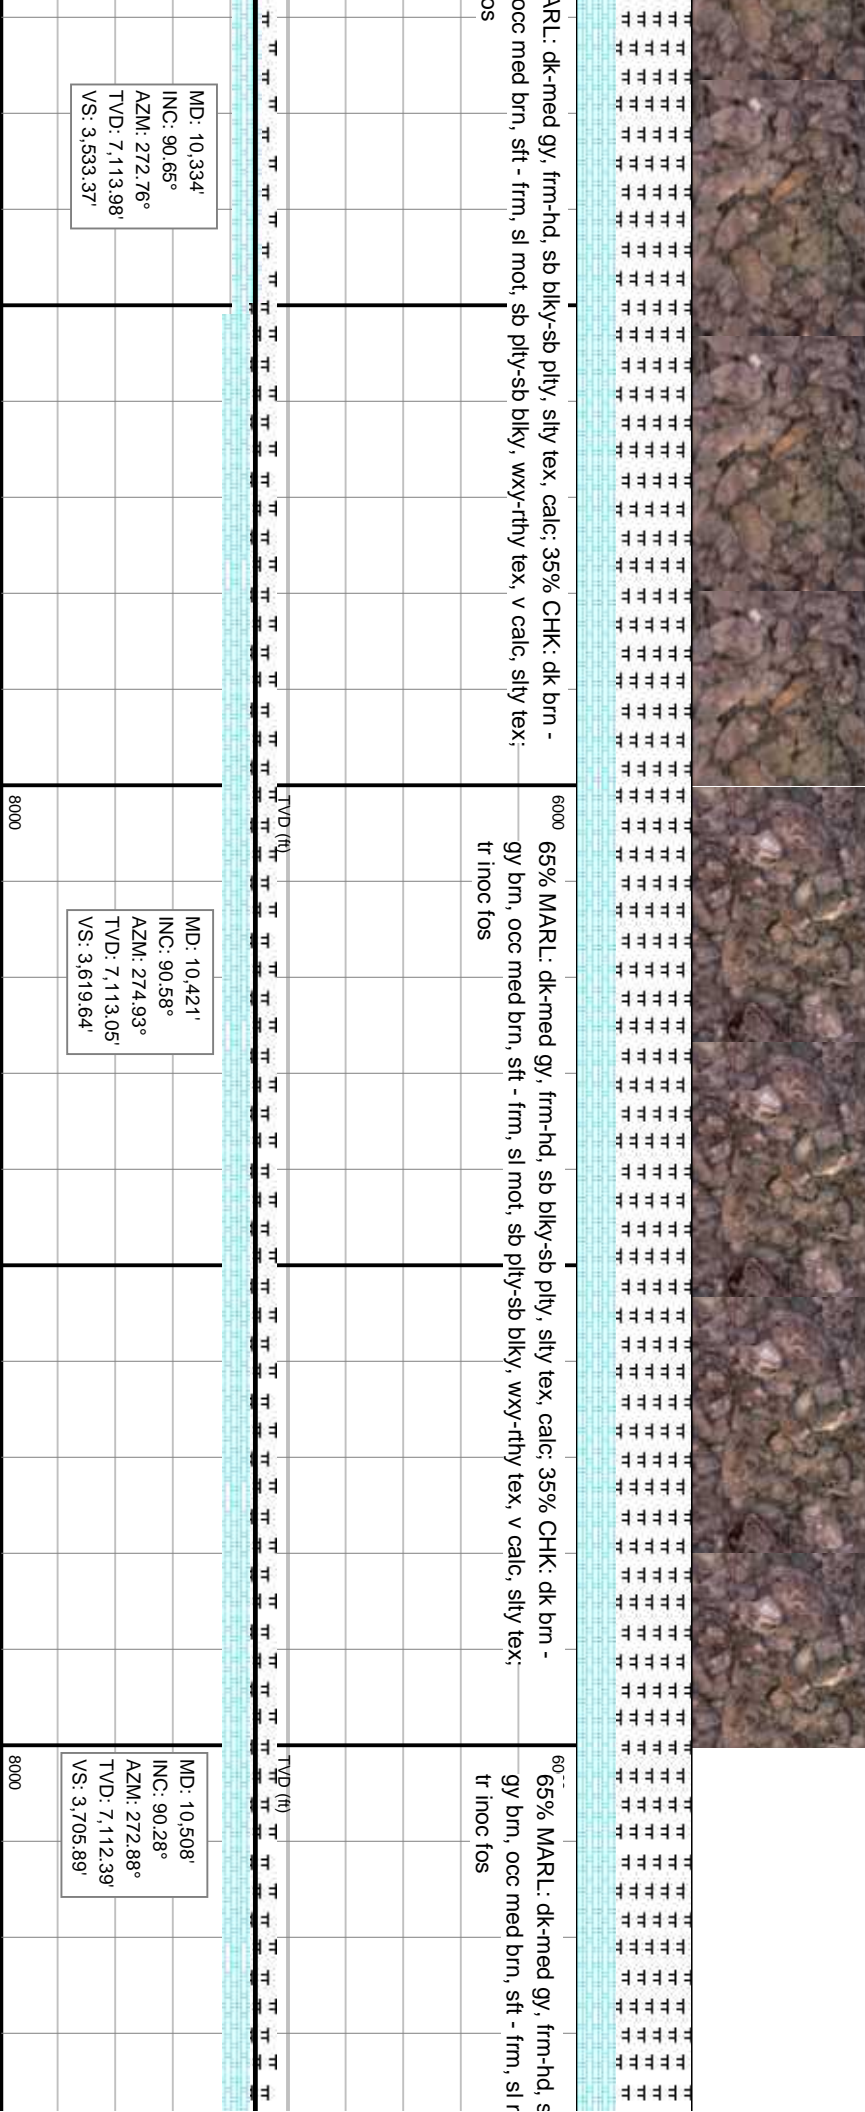 ARL: dk-med gy, frm-hd, sb blky-sb plty, slty tex, calc; 35% CHK: dk brn -
occ med brn, sft - frm, sl mot, sb plty-sb blky, wxy-rthy tex, v calc, slty tex;
os
MD: 10,334'
INC: 90.65°
AZM: 272.76°
TVD: 7,113.98'
VS: 3,533.37'
6000
TVD (ft)
8000
65% MARL: dk-med gy, frm-hd, sb blky-sb plty, slty tex, calc; 35% CHK: dk brn -
gy brn, occ med brn, sft - frm, sl mot, sb plty-sb blky, wxy-rthy tex, v calc, slty tex;
tr inoc fos
MD: 10,421'
INC: 90.58°
AZM: 274.93°
TVD: 7,113.05'
VS: 3,619.64'
TVD (ft)
8000
65% MARL: dk-med gy, frm-hd, s
gy brn, occ med brn, sft - frm, sl
tr inoc fos
MD: 10,508'
INC: 90.28°
AZM: 272.88°
TVD: 7,112.39'
VS: 3,705.89'